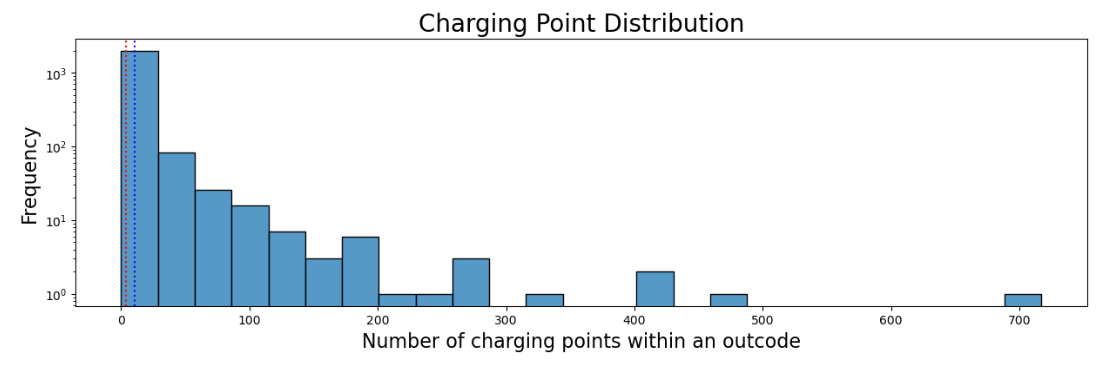 Charging Point Distribution
Frequency
10³
10²
10¹
10⁰
0 100 200 300 400 500 600 700
Number of charging points within an outcode